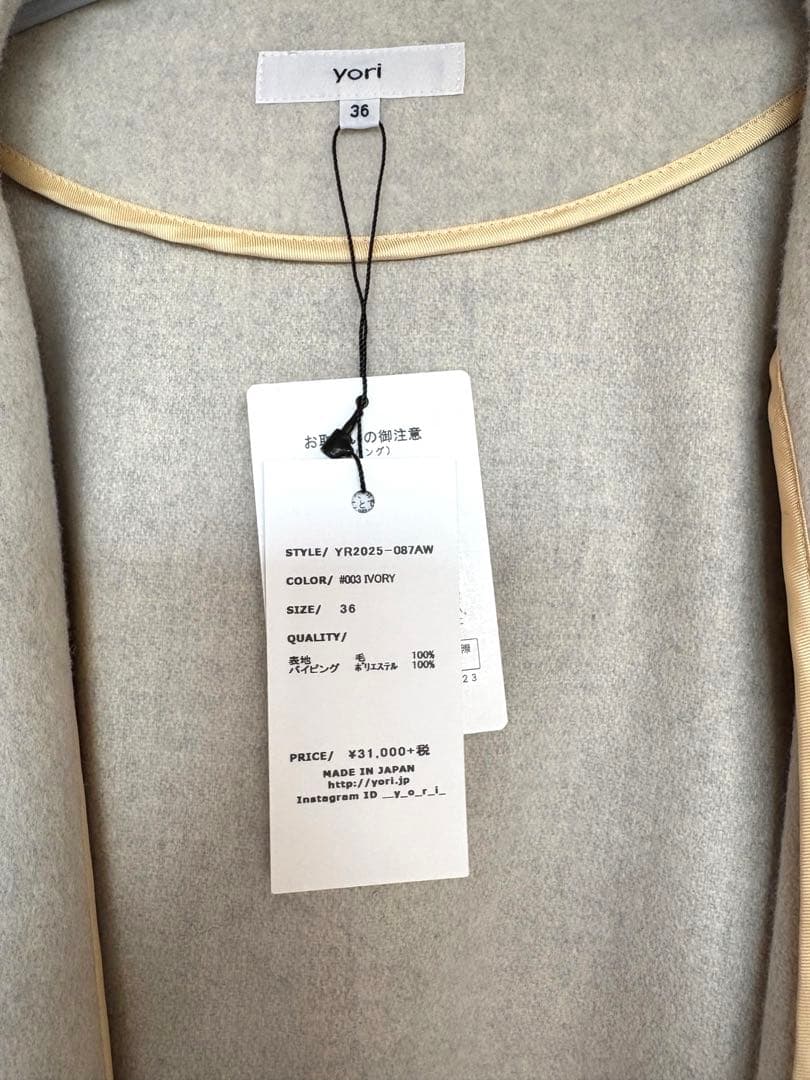 yori
36
お取 の御注意
ング)
STYLE/ YR2025-087AW
COLOR/ #003 IVORY
SIZE/ 36
QUALITY/
表地 毛 100%
パイピング ポリエステル 100%
照
23
PRICE/ ¥31,000+税
MADE IN JAPAN
http://yori.jp
Instagram ID __y_o_r_i_